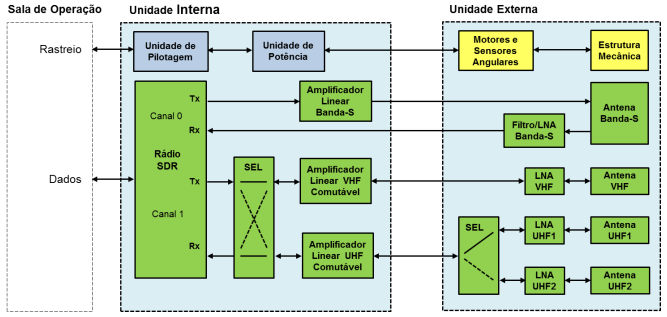 Sala de Operação
Unidade Interna
Unidade Externa
Rastreio
Unidade de
Pilotagem
Unidade de
Potência
Motores e
Sensores
Angulares
Estrutura
Mecânica
Dados
Rádio
SDR
Canal 0
Canal 1
Tx
Rx
Tx
Rx
Amplificador
Linear
Banda-S
Filtro/LNA
Banda-S
Antena
Banda-S
SEL
Amplificador
Linear VHF
Comutável
LNA
VHF
Antena
VHF
Amplificador
Linear UHF
Comutável
SEL
LNA
UHF1
Antena
UHF1
LNA
UHF2
Antena
UHF2